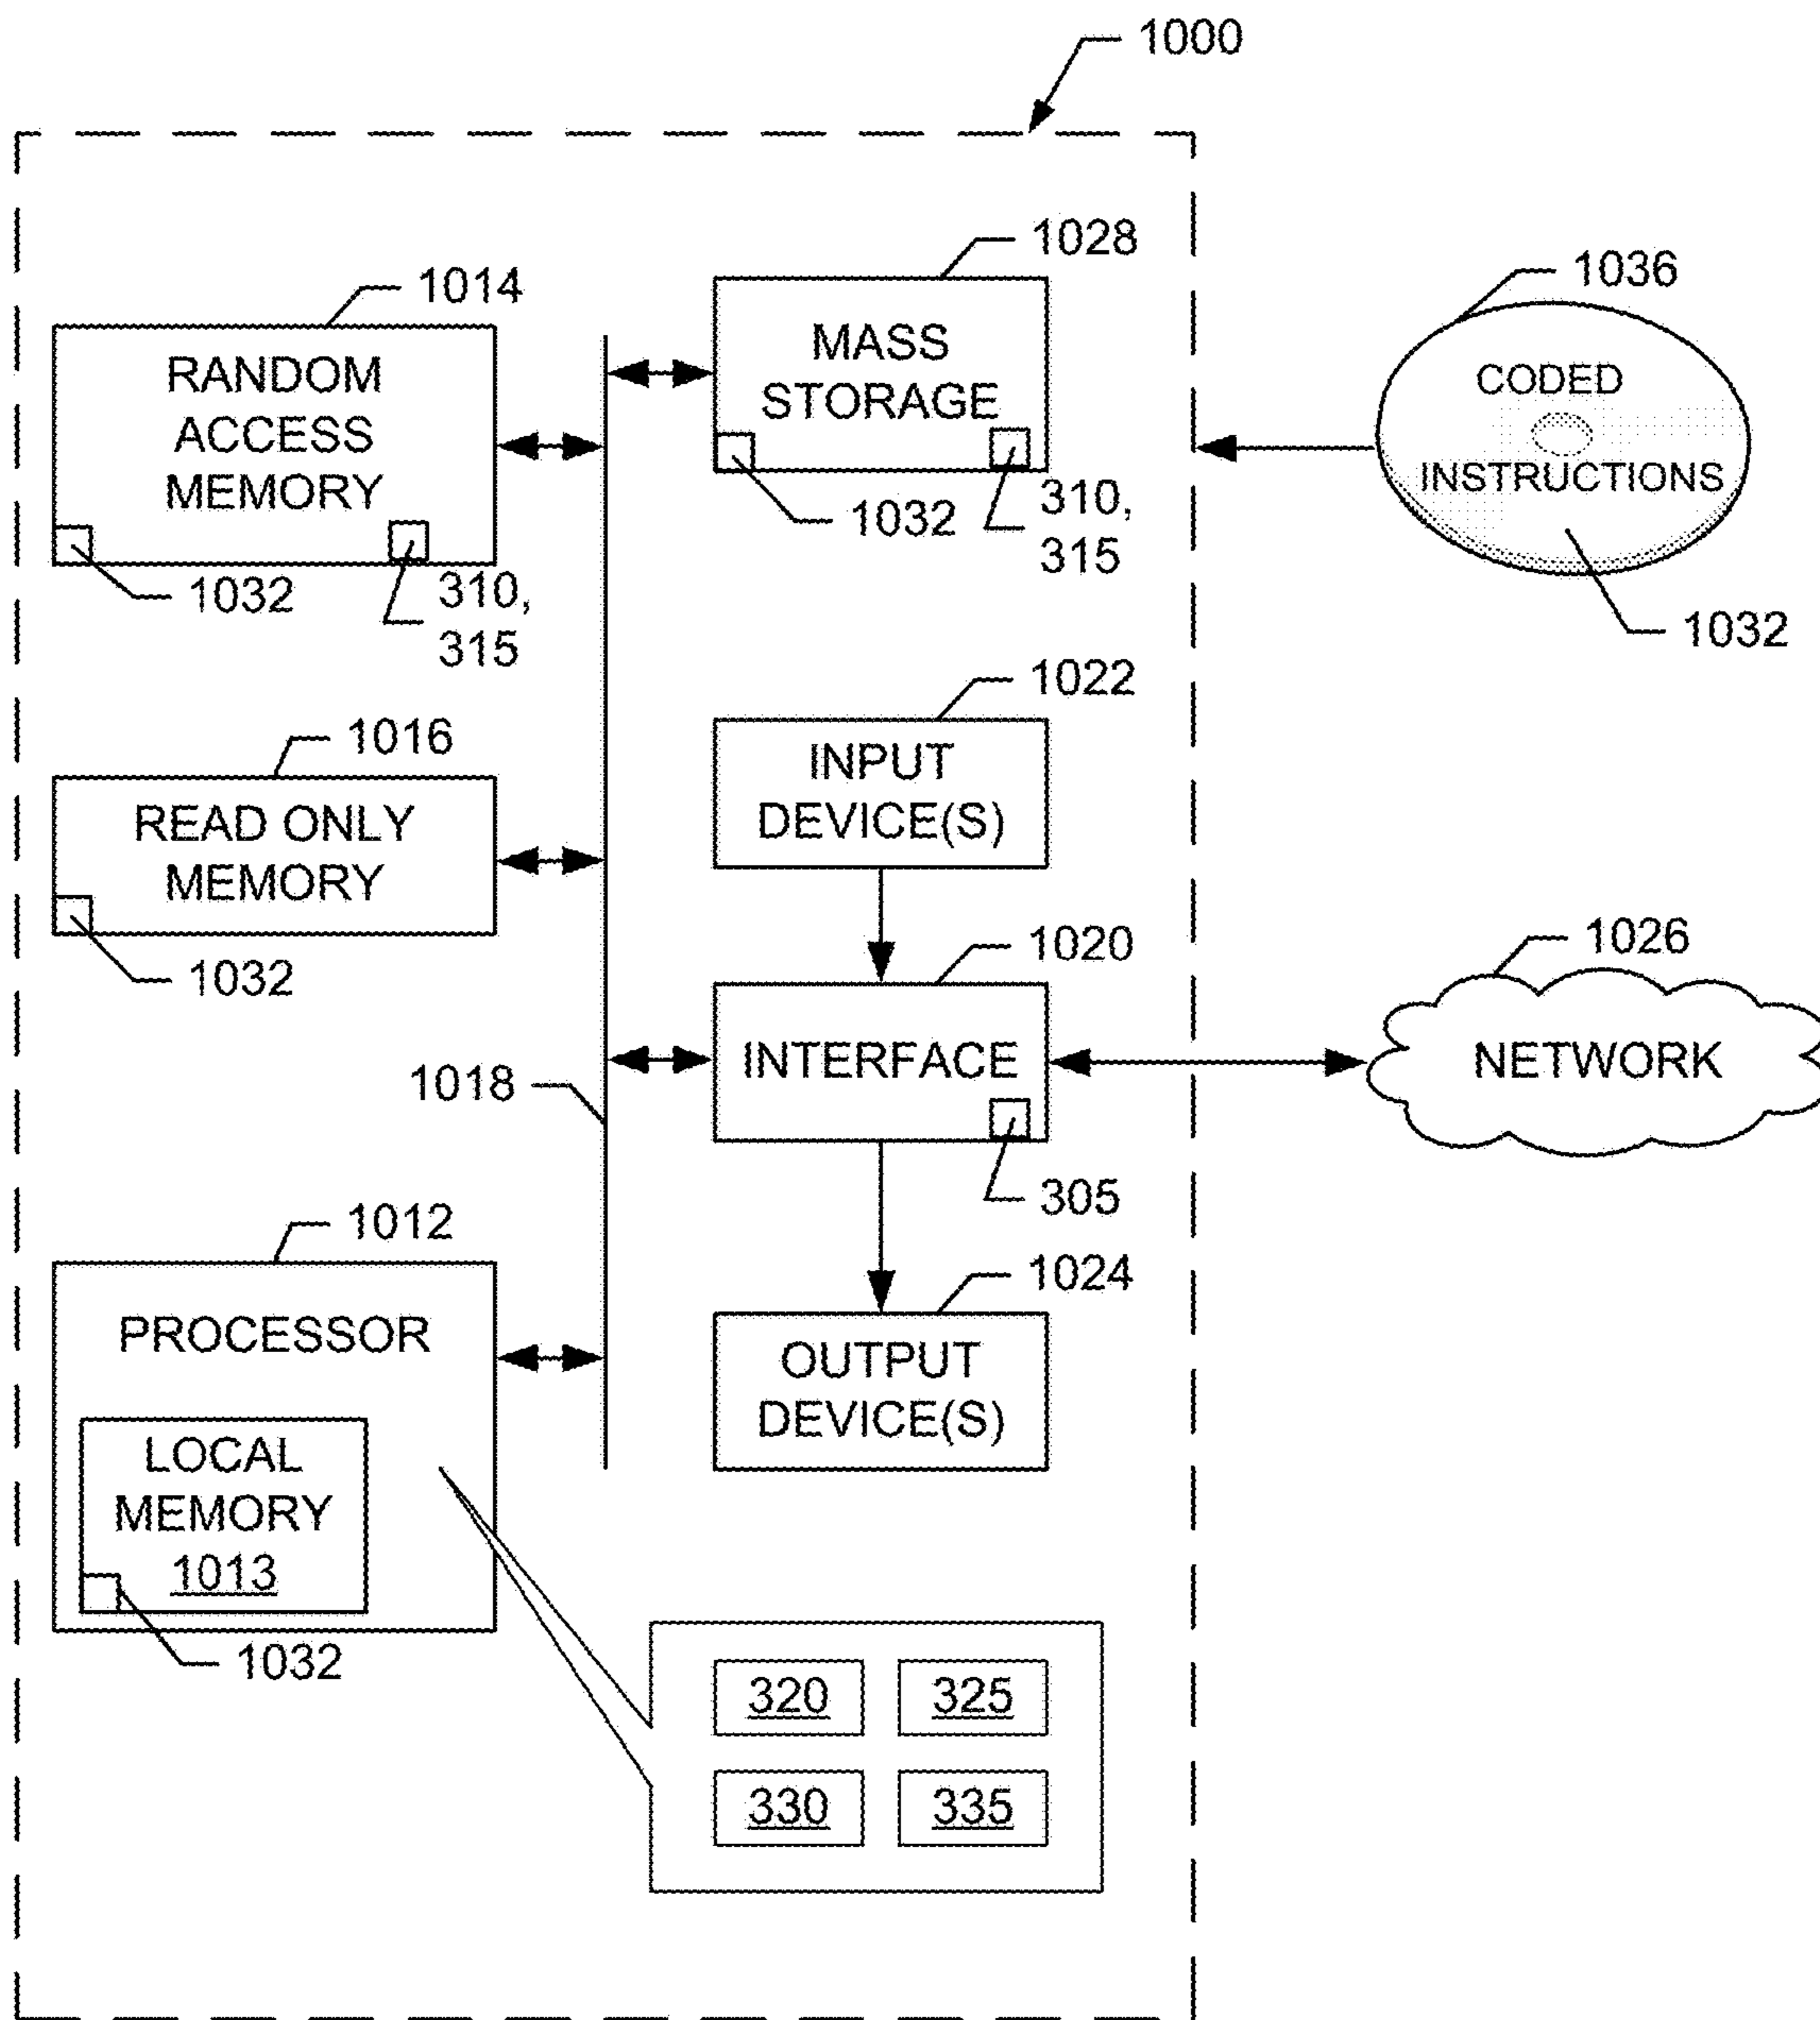 1000
1028
MASS
STORAGE
1032
310,
315
1014
RANDOM
ACCESS
MEMORY
1032
310,
315
1036
CODED
INSTRUCTIONS
1032
1022
INPUT
DEVICE(S)
1016
READ ONLY
MEMORY
1032
1020
INTERFACE
305
1018
1026
NETWORK
1012
PROCESSOR
LOCAL
MEMORY
1013
1032
1024
OUTPUT
DEVICE(S)
320
325
330
335